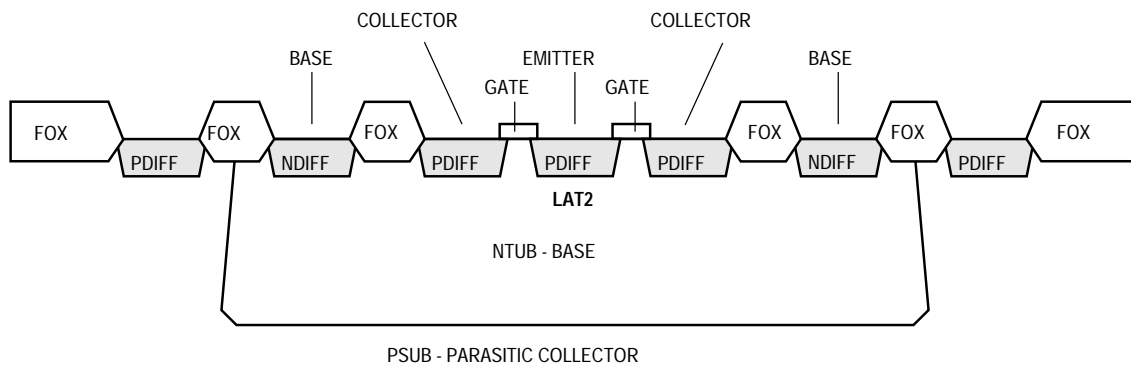 COLLECTOR COLLECTOR
BASE EMITTER BASE
GATE GATE
FOX FOX FOX FOX FOX FOX
PDIFF NDIFF PDIFF PDIFF PDIFF NDIFF PDIFF
LAT2
NTUB - BASE
PSUB - PARASITIC COLLECTOR